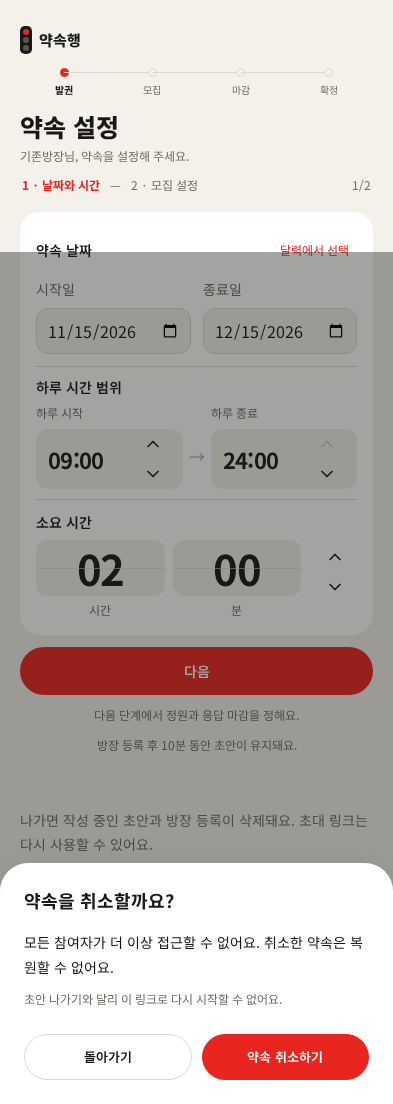 약속행
발권 모집 마감 확정
약속 설정
기존방장님, 약속을 설정해 주세요.
1 · 날짜와 시간 — 2 · 모집 설정 1/2
약속 날짜 달력에서 선택
시작일 종료일
11/15/2026 12/15/2026
하루 시간 범위
하루 시작 하루 종료
09:00 → 24:00
소요 시간
02 00
시간 분
다음
다음 단계에서 정원과 응답 마감을 정해요.
방장 등록 후 10분 동안 초안이 유지돼요.
나가면 작성 중인 초안과 방장 등록이 삭제돼요. 초대 링크는
다시 사용할 수 있어요.
약속을 취소할까요?
모든 참여자가 더 이상 접근할 수 없어요. 취소한 약속은 복
원할 수 없어요.
초안 나가기와 달리 이 링크로 다시 시작할 수 없어요.
돌아가기 약속 취소하기